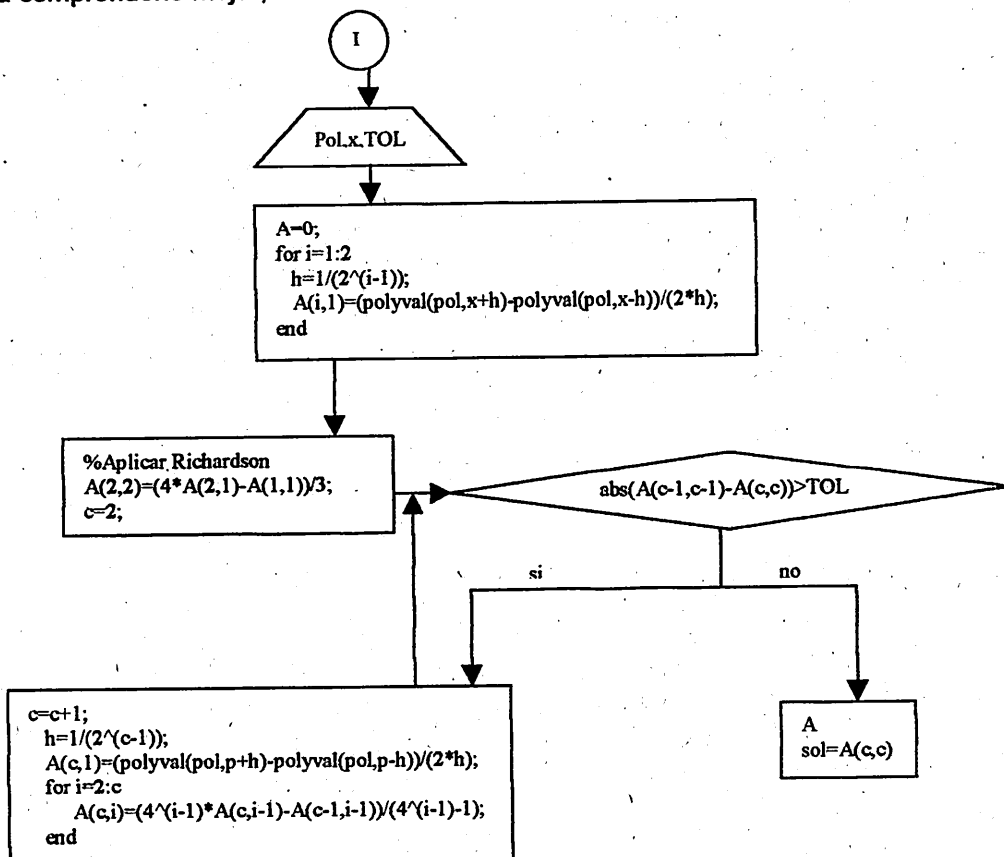 I
Pol,x,TOL
A=0;
for i=1:2
h=1/(2^(i-1));
A(i,1)=(polyval(pol,x+h)-polyval(pol,x-h))/(2*h);
end
%Aplicar Richardson
A(2,2)=(4*A(2,1)-A(1,1))/3;
c=2;
abs(A(c-1,c-1)-A(c,c))>TOL
si
no
c=c+1;
h=1/(2^(c-1));
A(c,1)=(polyval(pol,p+h)-polyval(pol,p-h))/(2*h);
for i=2:c
A(c,i)=(4^(i-1)*A(c,i-1)-A(c-1,i-1))/(4^(i-1)-1);
end
A
sol=A(c,c)